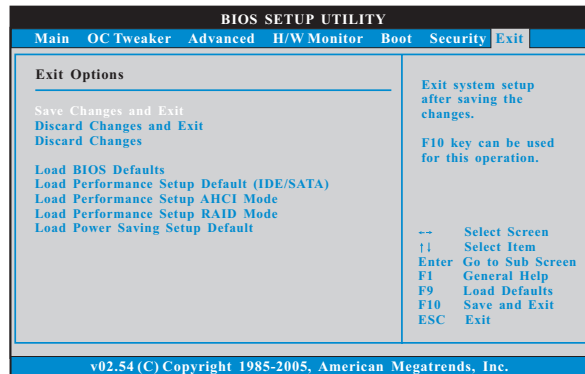 BIOS SETUP UTILITY
Main OC Tweaker Advanced H/W Monitor Boot Security Exit
Exit Options
Save Changes and Exit
Discard Changes and Exit
Discard Changes
Load BIOS Defaults
Load Performance Setup Default (IDE/SATA)
Load Performance Setup AHCI Mode
Load Performance Setup RAID Mode
Load Power Saving Setup Default
Exit system setup
after saving the
changes.
F10 key can be used
for this operation.
←→ Select Screen
↑↓ Select Item
Enter Go to Sub Screen
F1 General Help
F9 Load Defaults
F10 Save and Exit
ESC Exit
v02.54 (C) Copyright 1985-2005, American Megatrends, Inc.